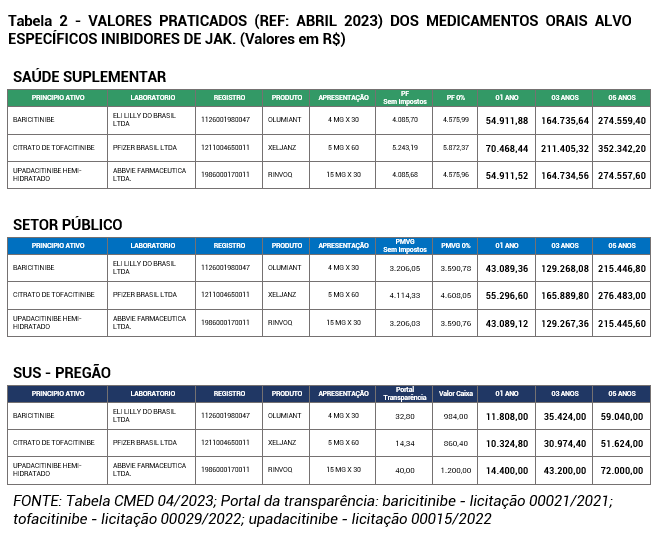 Tabela 2 - VALORES PRATICADOS (REF: ABRIL 2023) DOS MEDICAMENTOS ORAIS ALVO
ESPECÍFICOS INIBIDORES DE JAK. (Valores em R$)
SAÚDE SUPLEMENTAR
PRINCIPIO ATIVO LABORATORIO REGISTRO PRODUTO APRESENTAÇÃO PF Sem Impostos PF 0% 01 ANO 03 ANOS 05 ANOS
BARICITINIBE ELI LILLY DO BRASIL LTDA 1126001980047 OLUMIANT 4 MG X 30 4.085,70 4.575,99 54.911,88 164.735,64 274.559,40
CITRATO DE TOFACITINIBE PFIZER BRASIL LTDA 1211004650011 XELJANZ 5 MG X 60 5.243,19 5.872,37 70.468,44 211.405,32 352.342,20
UPADACITINIBE HEMI-HIDRATADO ABBVIE FARMACEUTICA LTDA. 1986000170011 RINVOQ 15 MG X 30 4.085,68 4.575,96 54.911,52 164.734,56 274.557,60
SETOR PÚBLICO
PRINCIPIO ATIVO LABORATORIO REGISTRO PRODUTO APRESENTAÇÃO PMVG Sem Impostos PMVG 0% 01 ANO 03 ANOS 05 ANOS
BARICITINIBE ELI LILLY DO BRASIL LTDA 1126001980047 OLUMIANT 4 MG X 30 3.206,05 3.590,78 43.089,36 129.268,08 215.446,80
CITRATO DE TOFACITINIBE PFIZER BRASIL LTDA 1211004650011 XELJANZ 5 MG X 60 4.114,33 4.608,05 55.296,60 165.889,80 276.483,00
UPADACITINIBE HEMI-HIDRATADO ABBVIE FARMACEUTICA LTDA. 1986000170011 RINVOQ 15 MG X 30 3.206,03 3.590,76 43.089,12 129.267,36 215.445,60
SUS - PREGÃO
PRINCIPIO ATIVO LABORATORIO REGISTRO PRODUTO APRESENTAÇÃO Portal Transparência Valor Caixa 01 ANO 03 ANOS 05 ANOS
BARICITINIBE ELI LILLY DO BRASIL LTDA 1126001980047 OLUMIANT 4 MG X 30 32,80 984,00 11.808,00 35.424,00 59.040,00
CITRATO DE TOFACITINIBE PFIZER BRASIL LTDA 1211004650011 XELJANZ 5 MG X 60 14,34 860,40 10.324,80 30.974,40 51.624,00
UPADACITINIBE HEMI-HIDRATADO ABBVIE FARMACEUTICA LTDA. 1986000170011 RINVOQ 15 MG X 30 40,00 1.200,00 14.400,00 43.200,00 72.000,00
FONTE: Tabela CMED 04/2023; Portal da transparência: baricitinibe - licitação 00021/2021;
tofacitinibe - licitação 00029/2022; upadacitinibe - licitação 00015/2022